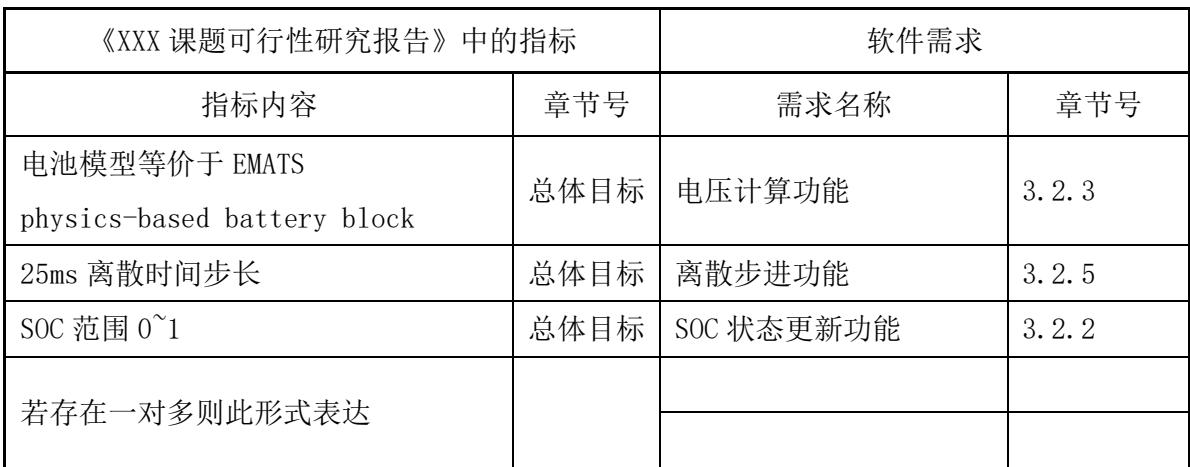 《XXX 课题可行性研究报告》中的指标 软件需求
指标内容 章节号 需求名称 章节号
电池模型等价于 EMATS
physics-based battery block
总体目标 电压计算功能 3.2.3
25ms 离散时间步长 总体目标 离散步进功能 3.2.5
SOC 范围 0~1 总体目标 SOC 状态更新功能 3.2.2
若存在一对多则此形式表达